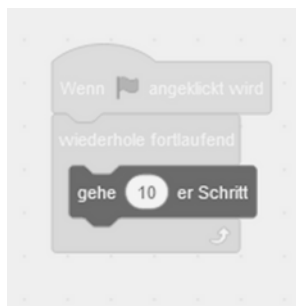 Wenn angeklickt wird
wiederhole fortlaufend
gehe 10 er Schritt